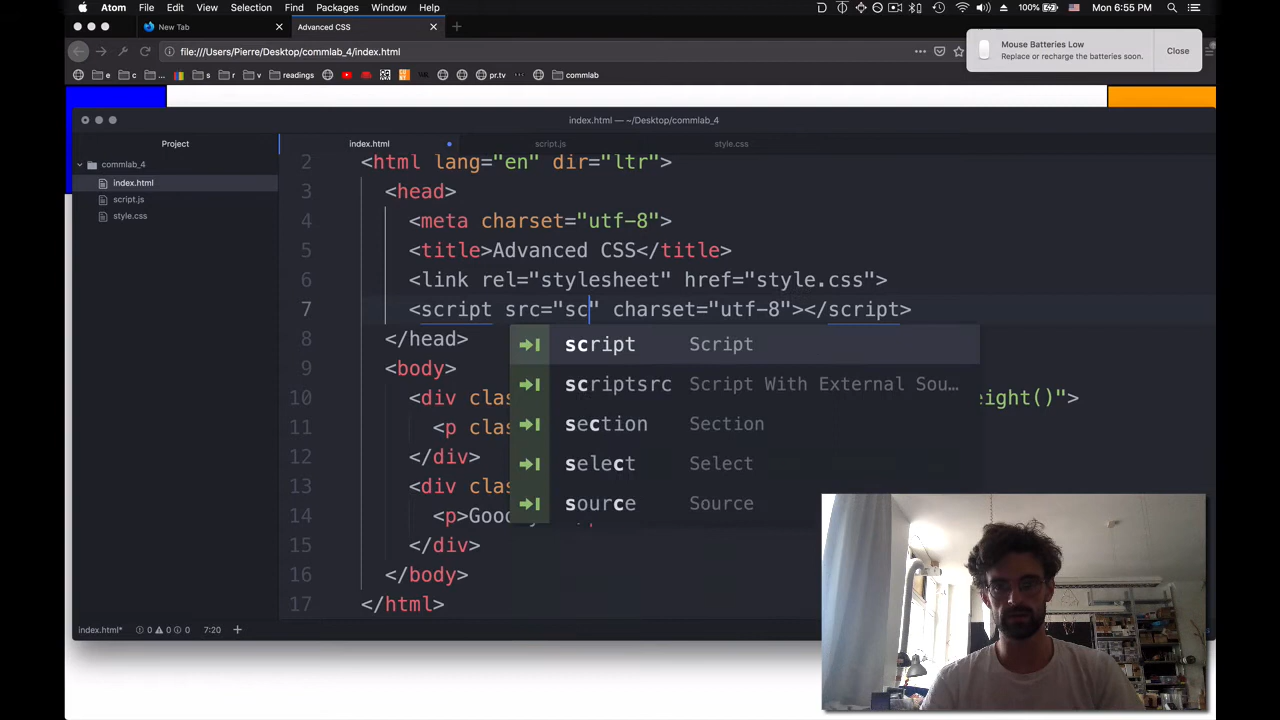 Atom File Edit View Selection Find Packages Window Help 100% Mon 6:55 PM
New Tab
Advanced CSS
file:///Users/Pierre/Desktop/commlab_4/index.html
Mouse Batteries Low
Replace or recharge the batteries soon.
Close
e c ... s r v readings pr.tv commlab
index.html — ~/Desktop/commlab_4
Project
index.html
script.js
style.css
commlab_4
index.html
script.js
style.css
2 <html lang="en" dir="ltr">
3 <head>
4 <meta charset="utf-8">
5 <title>Advanced CSS</title>
6 <link rel="stylesheet" href="style.css">
7 <script src="sc" charset="utf-8"></script>
8 </head>
9 <body>
10 <div clas eight()">
11 <p clas
12 </div>
13 <div clas
14 <p>Goo
15 </div>
16 </body>
17 </html>
script Script
scriptsrc Script With External Sou…
section Section
select Select
source Source
index.html* 0 0 0 7:20 +